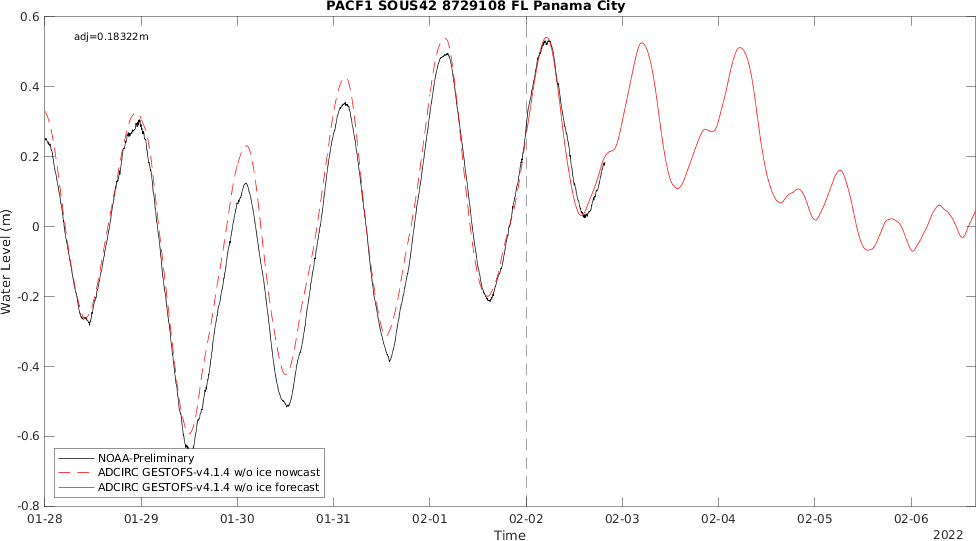 PACF1 SOUS42 8729108 FL Panama City
adj=0.18322m
0.6
0.4
0.2
0
-0.2
-0.4
-0.6
-0.8
Water Level (m)
NOAA-Preliminary
ADCIRC GESTOFS-v4.1.4 w/o ice nowcast
ADCIRC GESTOFS-v4.1.4 w/o ice forecast
01-28 01-29 01-30 01-31 02-01 02-02 02-03 02-04 02-05 02-06
Time
2022